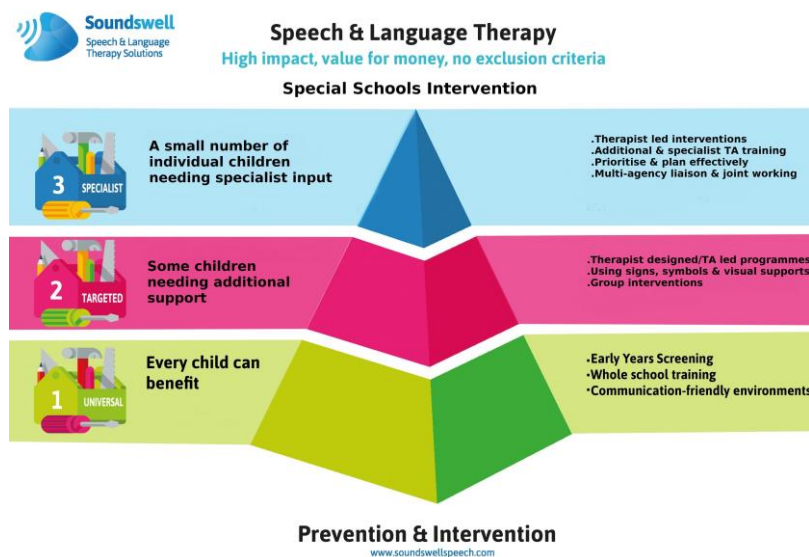 Soundswell
Speech & Language
Therapy Solutions
Speech & Language Therapy
High impact, value for money, no exclusion criteria
Special Schools Intervention
3
SPECIALIST
A small number of
individual children
needing specialist input
.Therapist led interventions
.Additional & specialist TA training
.Prioritise & plan effectively
.Multi-agency liaison & joint working
2
TARGETED
Some children
needing additional
support
.Therapist designed/TA led programmes
.Using signs, symbols & visual supports
.Group interventions
1
UNIVERSAL
Every child can
benefit
•Early Years Screening
•Whole school training
•Communication-friendly environments
Prevention & Intervention
www.soundswellspeech.com